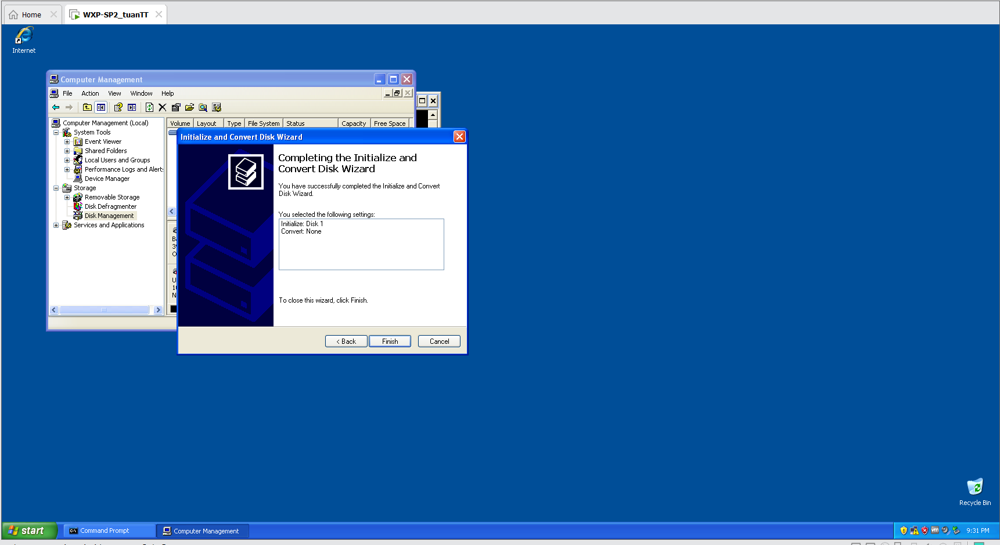 Home
WXP-SP2_tuanTT
Internet
Computer Management
File Action View Window Help
Computer Management (Local)
System Tools
Event Viewer
Shared Folders
Local Users and Groups
Performance Logs and Alert
Device Manager
Storage
Removable Storage
Disk Defragmenter
Disk Management
Services and Applications
Volume Layout Type File System Status Capacity Free Space
Initialize and Convert Disk Wizard
Completing the Initialize and
Convert Disk Wizard
You have successfully completed the Initialize and Convert
Disk Wizard.
You selected the following settings:
Initialize: Disk 1
Convert: None
To close this wizard, click Finish.
< Back Finish Cancel
Recycle Bin
start
Command Prompt
Computer Management
9:31 PM